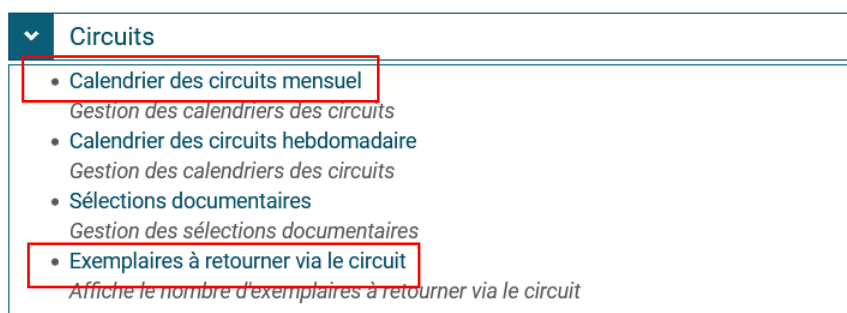 Circuits
Calendrier des circuits mensuel
Gestion des calendriers des circuits
Calendrier des circuits hebdomadaire
Gestion des calendriers des circuits
Sélections documentaires
Gestion des sélections documentaires
Exemplaires à retourner via le circuit
Affiche le nombre d'exemplaires à retourner via le circuit